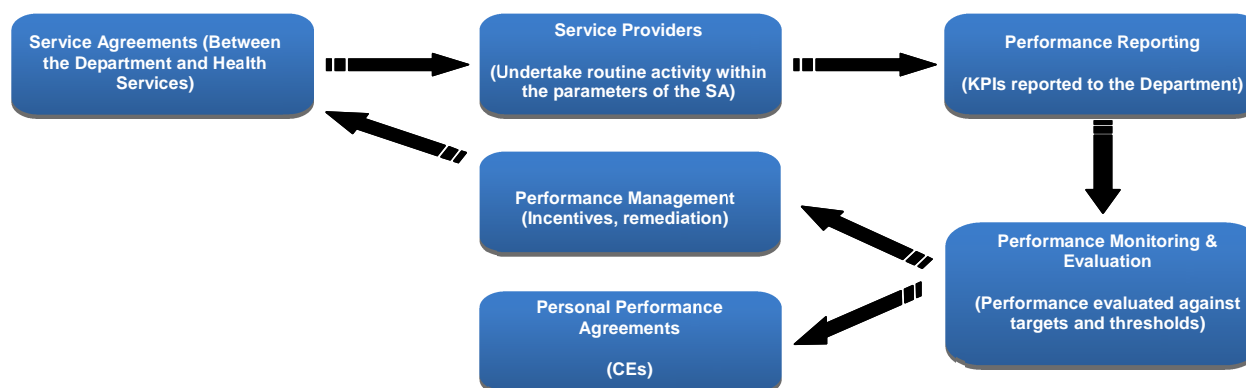 Service Agreements (Between
the Department and Health
Services)
Service Providers
(Undertake routine activity within
the parameters of the SA)
Performance Reporting
(KPIs reported to the Department)
Performance Management
(Incentives, remediation)
Performance Monitoring &
Evaluation
(Performance evaluated against
targets and thresholds)
Personal Performance
Agreements
(CEs)